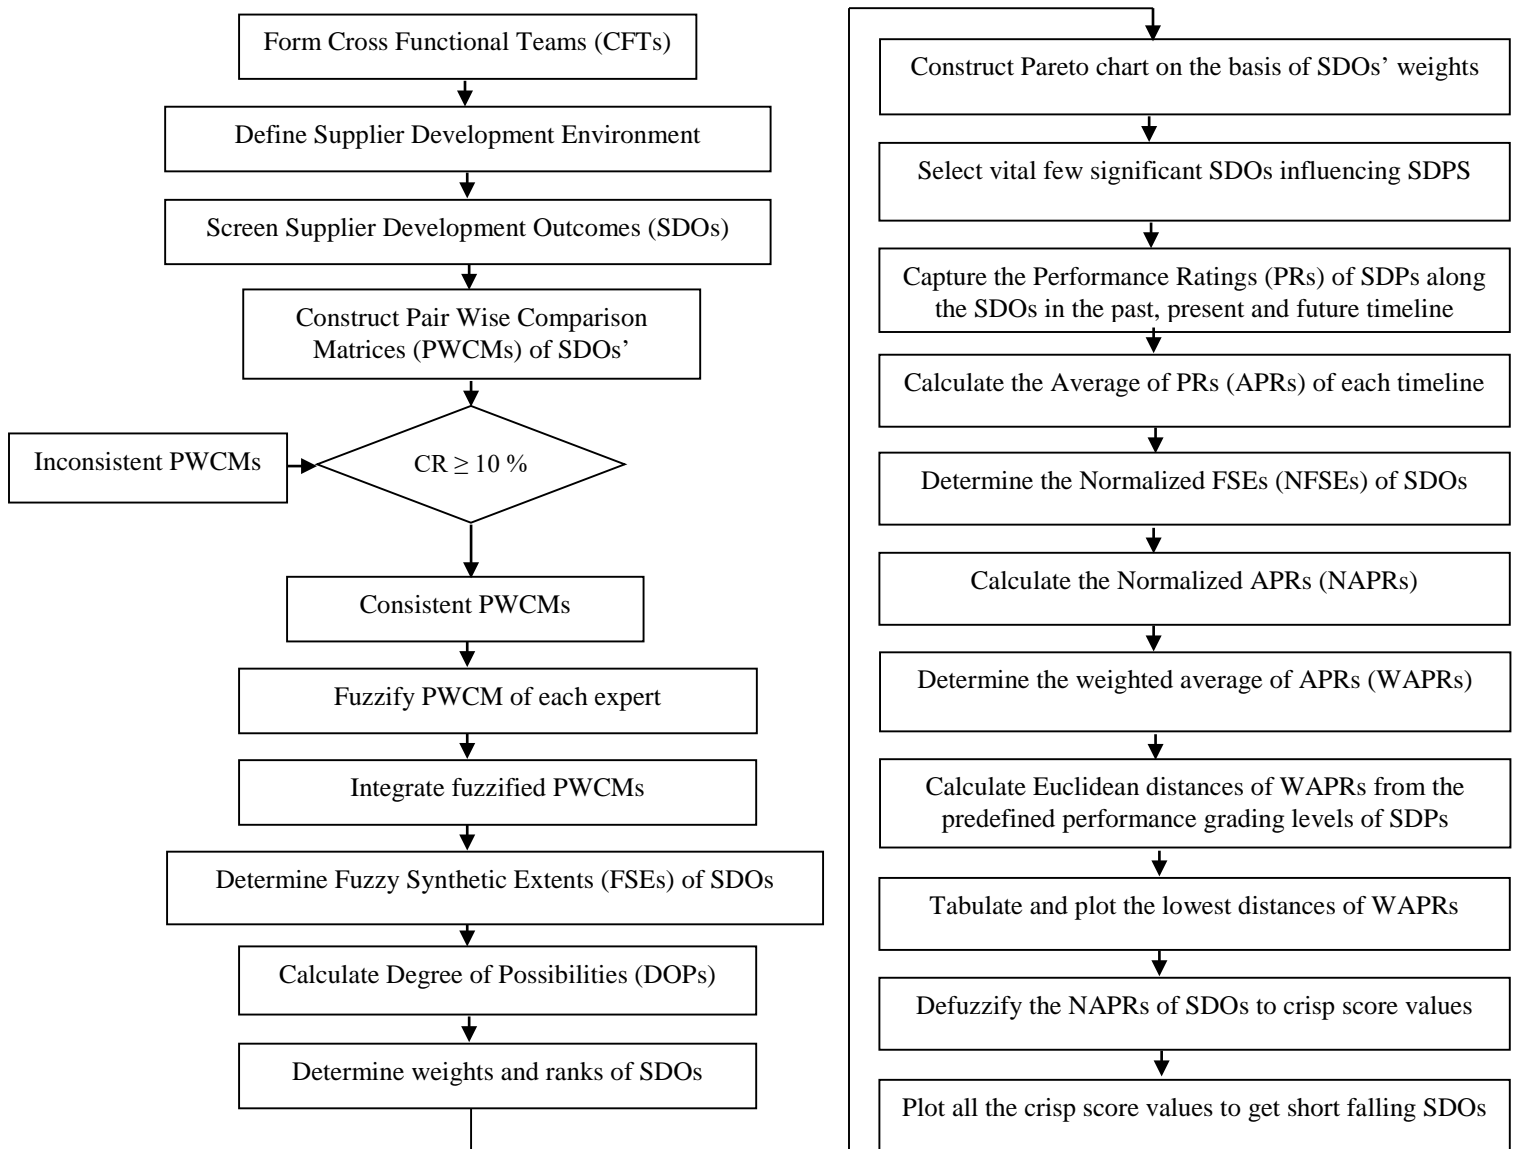 Form Cross Functional Teams (CFTs)
Define Supplier Development Environment
Screen Supplier Development Outcomes (SDOs)
Construct Pair Wise Comparison
Matrices (PWCMs) of SDOs’
Inconsistent PWCMs
CR ≥ 10 %
Consistent PWCMs
Fuzzify PWCM of each expert
Integrate fuzzified PWCMs
Determine Fuzzy Synthetic Extents (FSEs) of SDOs
Calculate Degree of Possibilities (DOPs)
Determine weights and ranks of SDOs
Construct Pareto chart on the basis of SDOs’ weights
Select vital few significant SDOs influencing SDPS
Capture the Performance Ratings (PRs) of SDPs along
the SDOs in the past, present and future timeline
Calculate the Average of PRs (APRs) of each timeline
Determine the Normalized FSEs (NFSEs) of SDOs
Calculate the Normalized APRs (NAPRs)
Determine the weighted average of APRs (WAPRs)
Calculate Euclidean distances of WAPRs from the
predefined performance grading levels of SDPs
Tabulate and plot the lowest distances of WAPRs
Defuzzify the NAPRs of SDOs to crisp score values
Plot all the crisp score values to get short falling SDOs